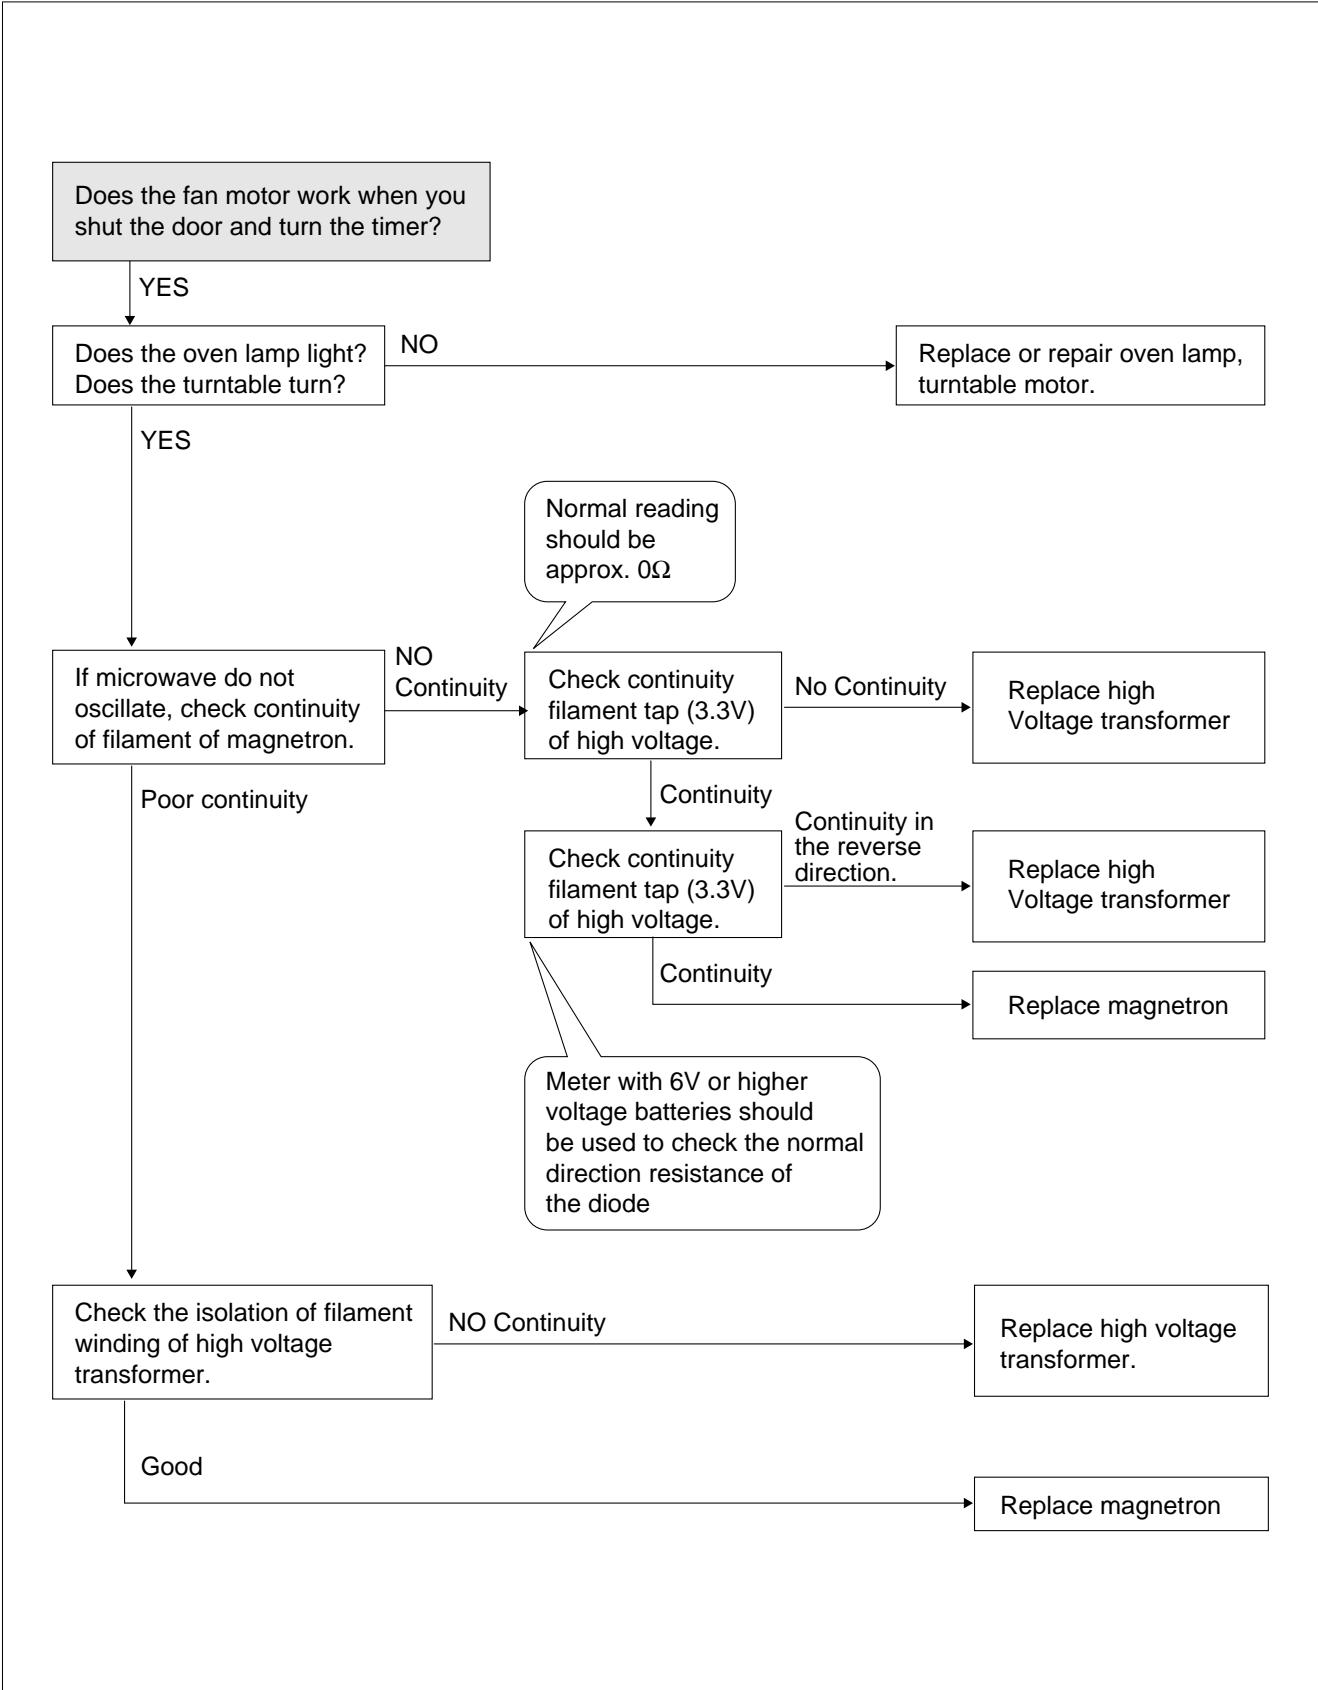 Does the fan motor work when you
shut the door and turn the timer?
YES
Does the oven lamp light?
Does the turntable turn?
NO
Replace or repair oven lamp,
turntable motor.
YES
Normal reading
should be
approx. 0Ω
If microwave do not
oscillate, check continuity
of filament of magnetron.
NO
Continuity
Check continuity
filament tap (3.3V)
of high voltage.
No Continuity
Replace high
Voltage transformer
Poor continuity
Continuity
Check continuity
filament tap (3.3V)
of high voltage.
Continuity in
the reverse
direction.
Replace high
Voltage transformer
Continuity
Replace magnetron
Meter with 6V or higher
voltage batteries should
be used to check the normal
direction resistance of
the diode
Check the isolation of filament
winding of high voltage
transformer.
NO Continuity
Replace high voltage
transformer.
Good
Replace magnetron